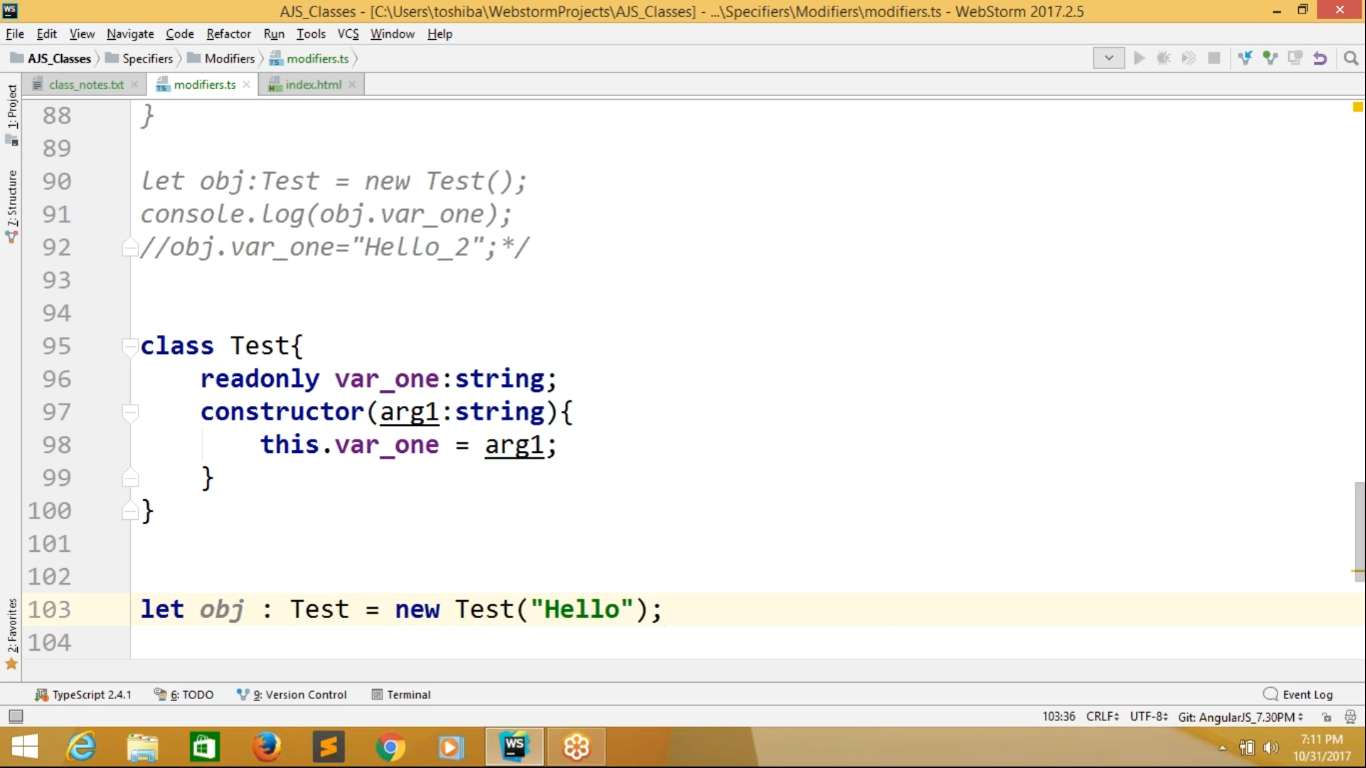 WS
AJS_Classes - [C:\Users\toshiba\WebstormProjects\AJS_Classes] - ...\Specifiers\Modifiers\modifiers.ts - WebStorm 2017.2.5
File Edit View Navigate Code Refactor Run Tools VCS Window Help
AJS_Classes Specifiers Modifiers modifiers.ts
class_notes.txt modifiers.ts index.html
1: Project
7: Structure
2: Favorites
88 }
89
90 let obj:Test = new Test();
91 console.log(obj.var_one);
92 //obj.var_one="Hello_2";*/
93
94
95 class Test{
96 readonly var_one:string;
97 constructor(arg1:string){
98 this.var_one = arg1;
99 }
100 }
101
102
103 let obj : Test = new Test("Hello");
104
TypeScript 2.4.1 6: TODO 9: Version Control Terminal Event Log
103:36 CRLF UTF-8 Git: AngularJS_7.30PM
WS
7:11 PM
10/31/2017